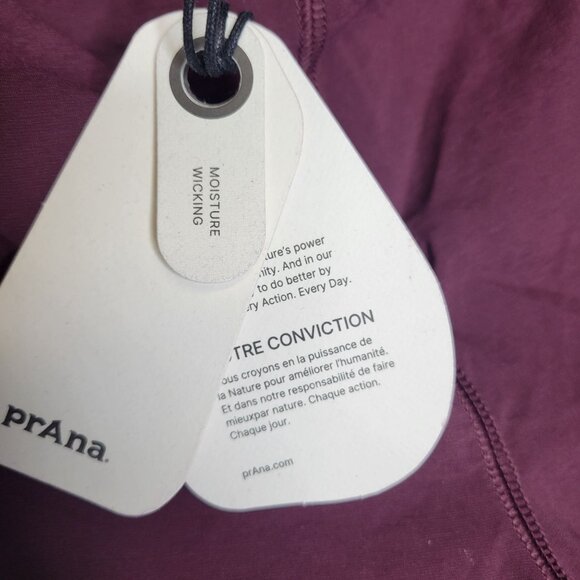 MOISTURE
WICKING
ture's power
nity. And in our
to do better by
ery Action. Every Day.
TRE CONVICTION
ous croyons en la puissance de
la Nature pour améliorer l'humanité.
Et dans notre responsabilité de faire
mieuxpar nature. Chaque action.
Chaque jour.
prAna.com
prAna